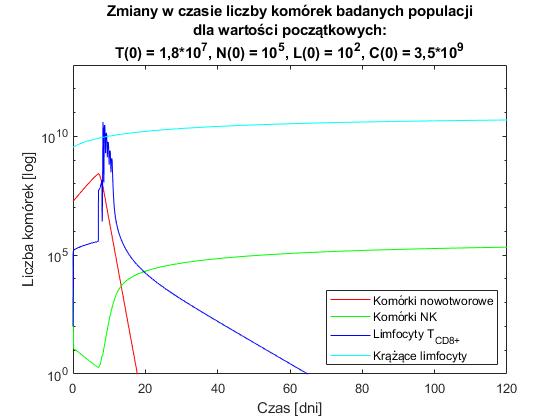 Zmiany w czasie liczby komórek badanych populacji
dla wartości początkowych:
T(0) = 1,8*10^7, N(0) = 10^5, L(0) = 10^2, C(0) = 3,5*10^9
Liczba komórek [log]
10^10
10^5
10^0
Komórki nowotworowe
Komórki NK
Limfocyty T_CD8+
Krążące limfocyty
0 20 40 60 80 100 120
Czas [dni]